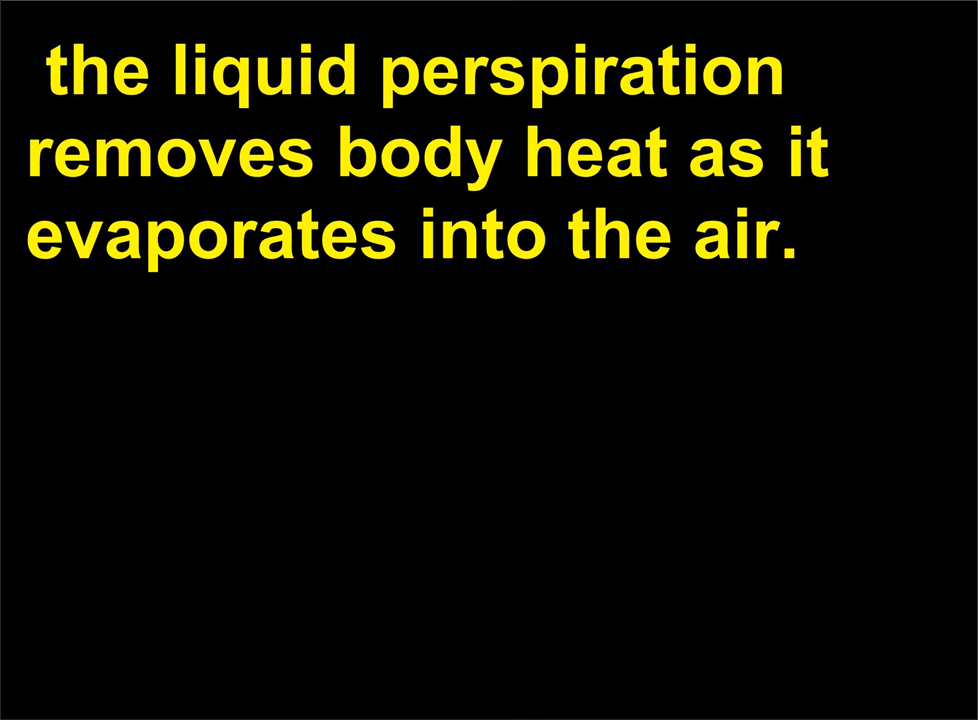 the liquid perspiration
removes body heat as it
evaporates into the air.